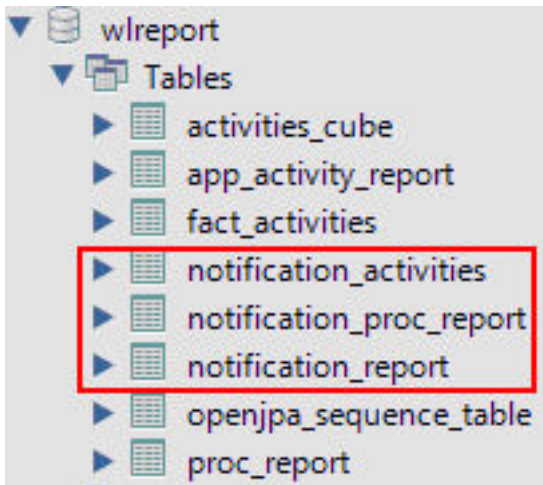 wlreport
Tables
activities_cube
app_activity_report
fact_activities
notification_activities
notification_proc_report
notification_report
openjpa_sequence_table
proc_report